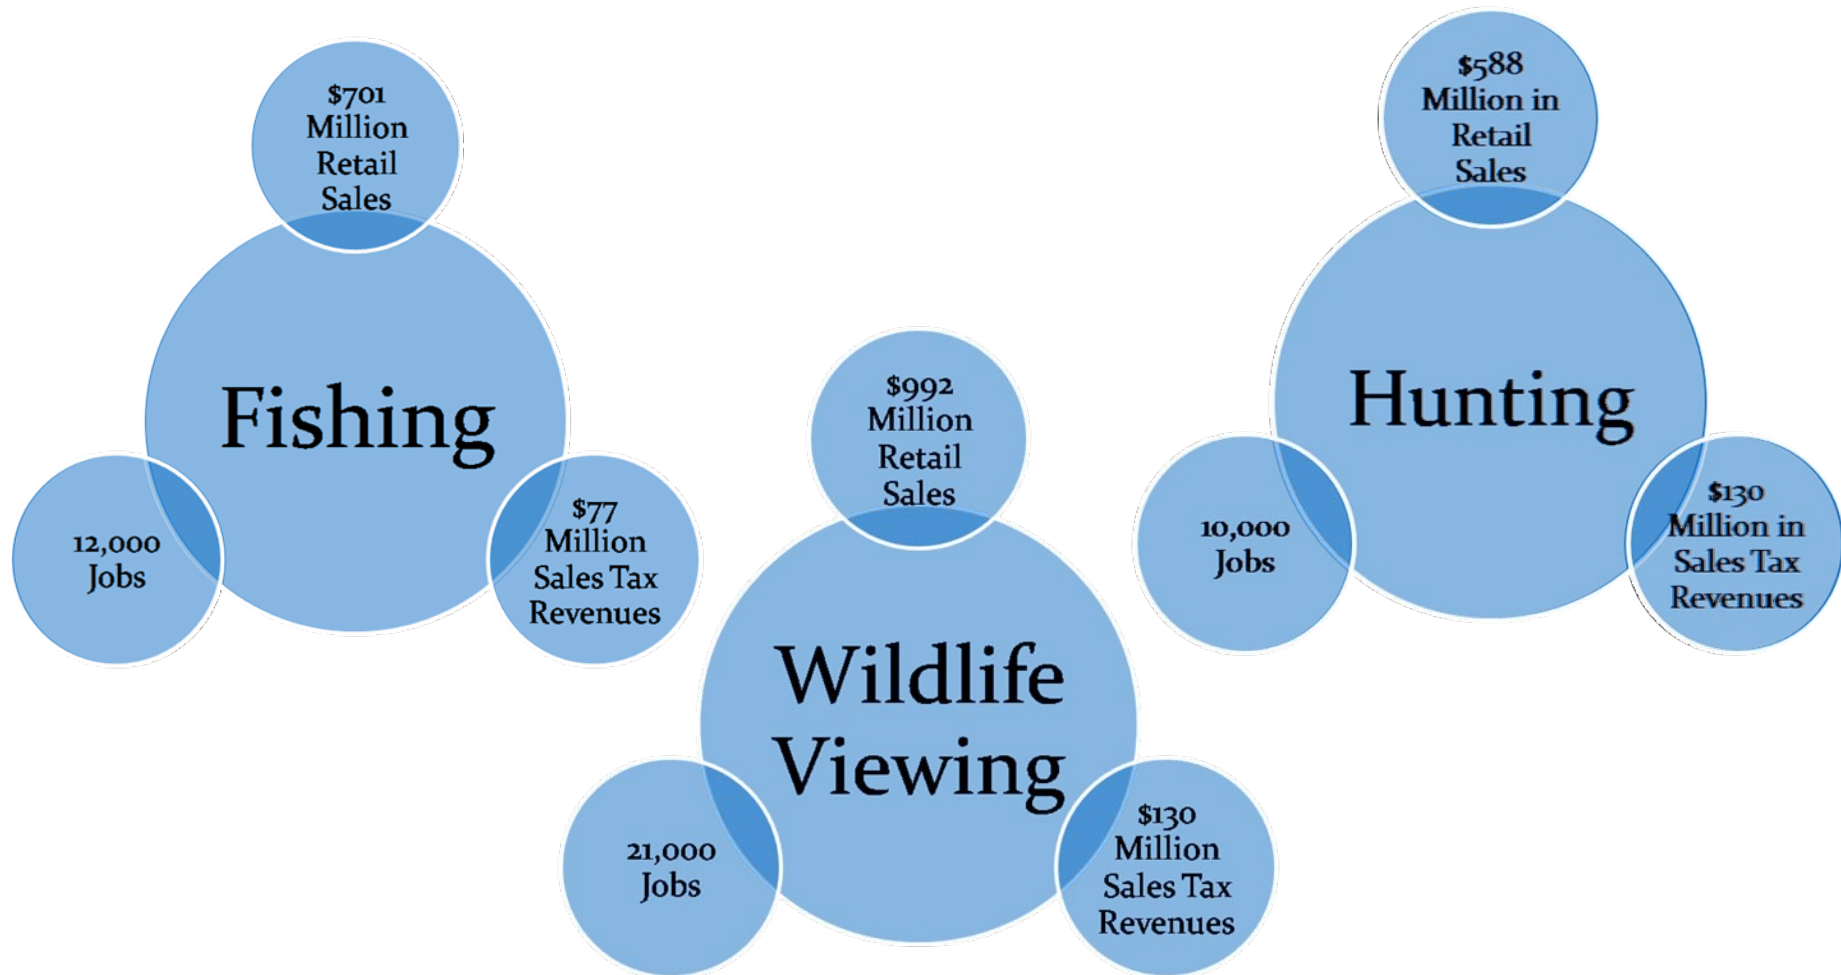 $701
Million
Retail
Sales
Fishing
12,000
Jobs
$77
Million
Sales Tax
Revenues
$992
Million
Retail
Sales
Wildlife
Viewing
21,000
Jobs
$130
Million
Sales Tax
Revenues
$588
Million in
Retail
Sales
Hunting
10,000
Jobs
$130
Million in
Sales Tax
Revenues